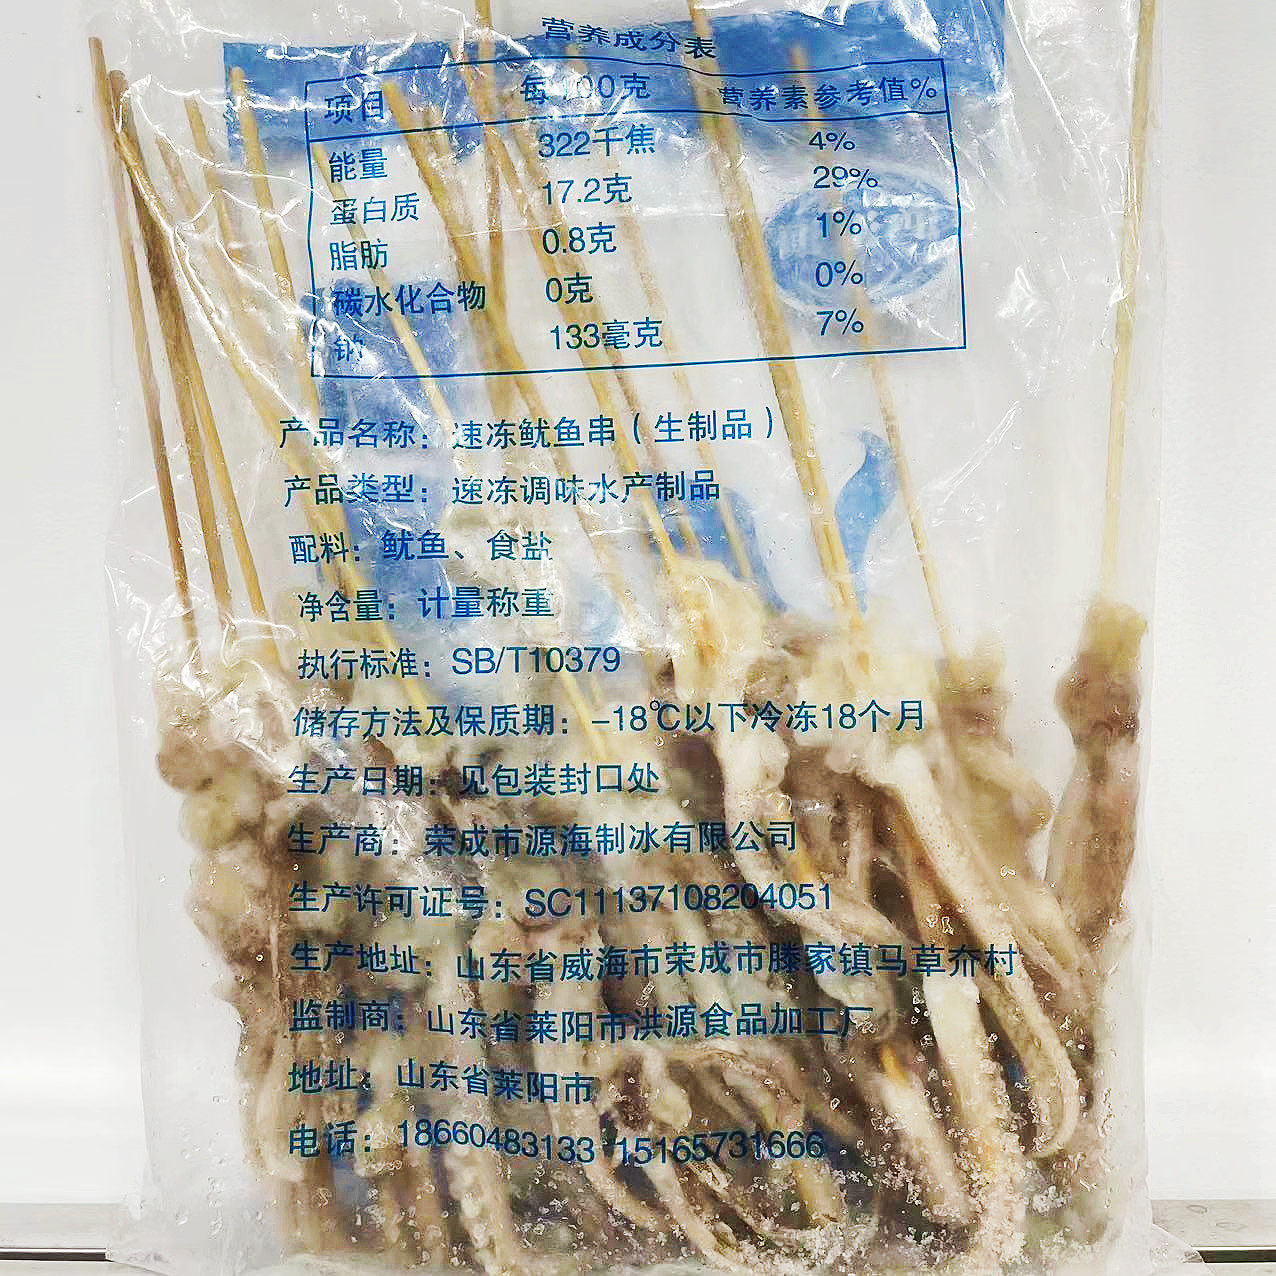 营养成分表
项目 每100克 营养素参考值%
能量 322千焦 4%
蛋白质 17.2克 29%
脂肪 0.8克 1%
碳水化合物 0克 0%
钠 133毫克 7%
产品名称：速冻鱿鱼串（生制品）
产品类型：速冻调味水产制品
配料：鱿鱼、食盐
净含量：计量称重
执行标准：SB/T10379
储存方法及保质期：-18℃以下冷冻18个月
生产日期：见包装封口处
生产商：荣成市源海制冰有限公司
生产许可证号：SC11137108204051
生产地址：山东省威海市荣成市滕家镇马草夼村
监制商：山东省莱阳市洪源食品加工厂
地址：山东省莱阳市
电话：18660483133 15165731666